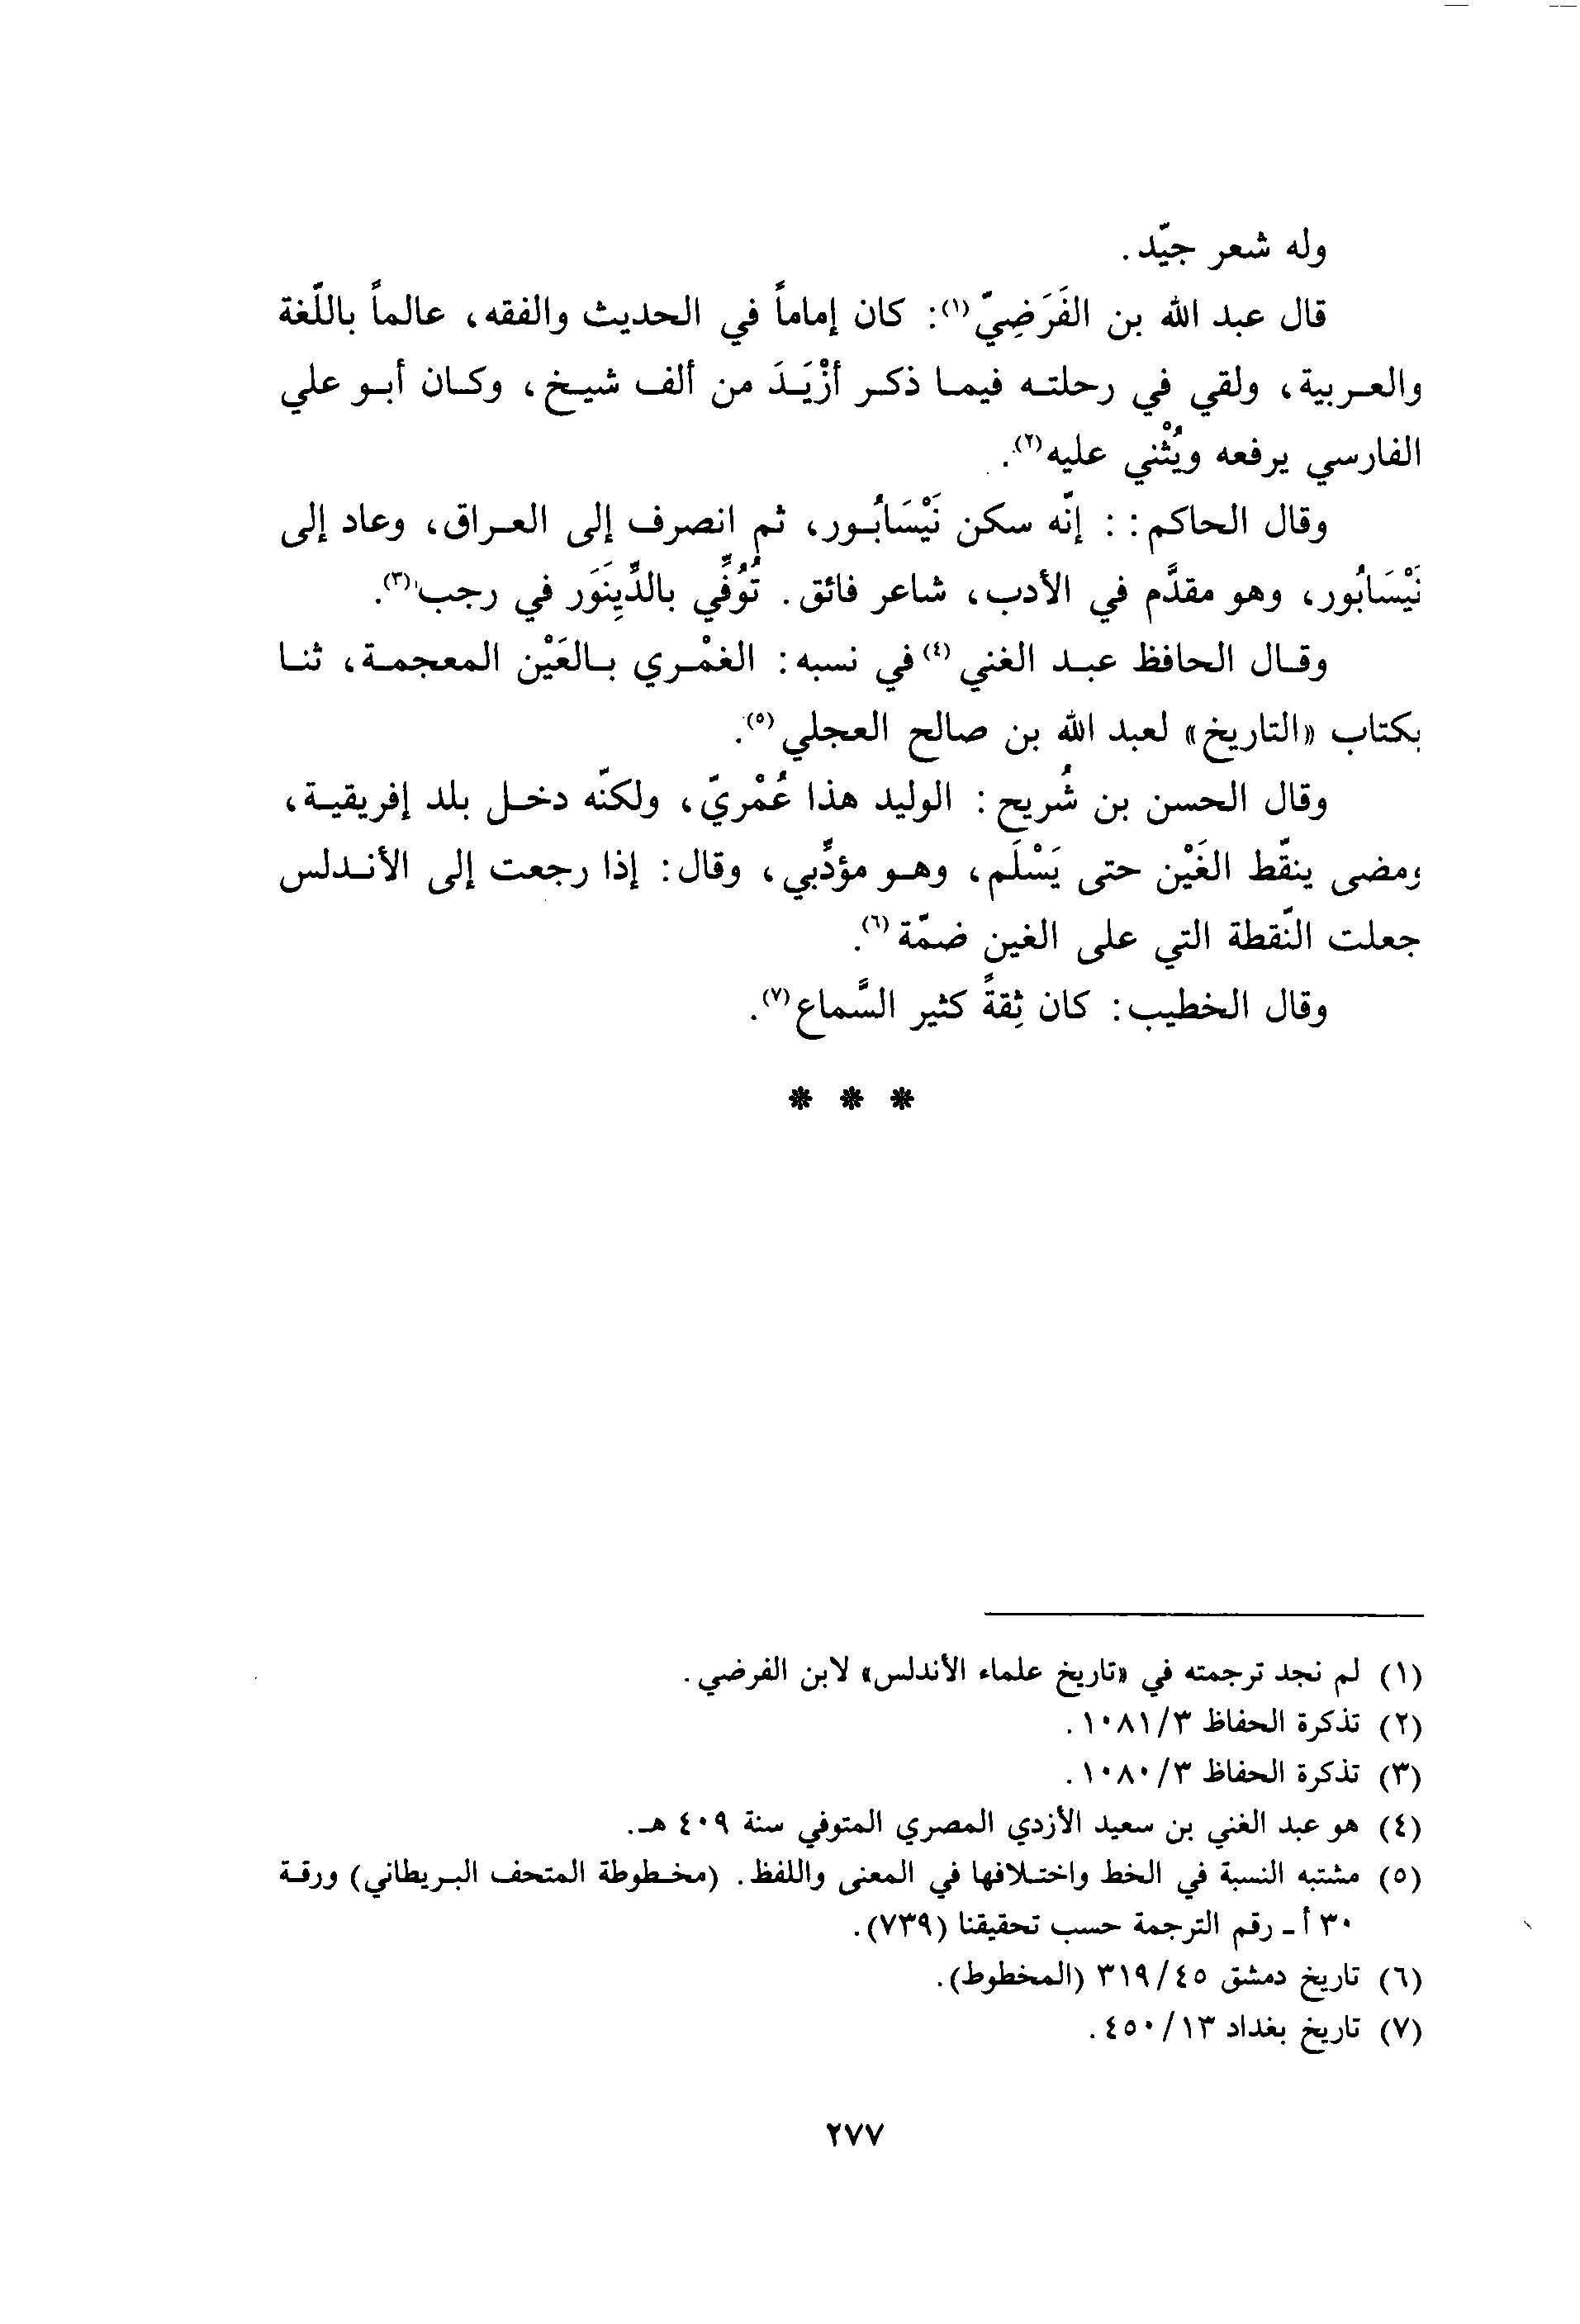 وله شعر جيّد.
قال عبد الله بن الفَرَضِيّ(١): كان إماماً في الحديث والفقه، عالماً باللّغة
والعربية، ولقي في رحلته فيما ذكر أزْيَدَ من ألف شيخ، وكان أبو علي
الفارسي يرفعه ويُثْني عليه(٢).
وقال الحاكم: : إنّه سكن نَيْسَابُور، ثم انصرف إلى العراق، وعاد إلى
نَيْسَابُور، وهو مقدَّم في الأدب، شاعر فائق. تُوُفِّي بالدِّينَوَر في رجب(٣).
وقال الحافظ عبد الغني(٤) في نسبه: الغمْري بالغَيْن المعجمة، ثنا
بكتاب «التاريخ» لعبد الله بن صالح العجلي(٥).
وقال الحسن بن شُريح: الوليد هذا عُمْريّ، ولكنّه دخل بلد إفريقية،
ومضى ينقّط الغَيْن حتى يَسْلَم، وهو مؤدِّبي، وقال: إذا رجعت إلى الأندلس
جعلت النّقطة التي على الغين ضمّة(٦).
وقال الخطيب: كان ثِقةً كثير السَّماع(٧).
* * *
(١) لم نجد ترجمته في «تاريخ علماء الأندلس» لابن الفرضي.
(٢) تذكرة الحفاظ ٣/١٠٨١.
(٣) تذكرة الحفاظ ٣/١٠٨٠.
(٤) هو عبد الغني بن سعيد الأزدي المصري المتوفي سنة ٤٠٩ هـ.
(٥) مشتبه النسبة في الخط واختلافها في المعنى واللفظ. (مخطوطة المتحف البريطاني) ورقة
٣٠ أ ـ رقم الترجمة حسب تحقيقنا (٧٣٩).
(٦) تاريخ دمشق ٤٥/٣١٩ (المخطوط).
(٧) تاريخ بغداد ١٣/٤٥٠.
٢٧٧